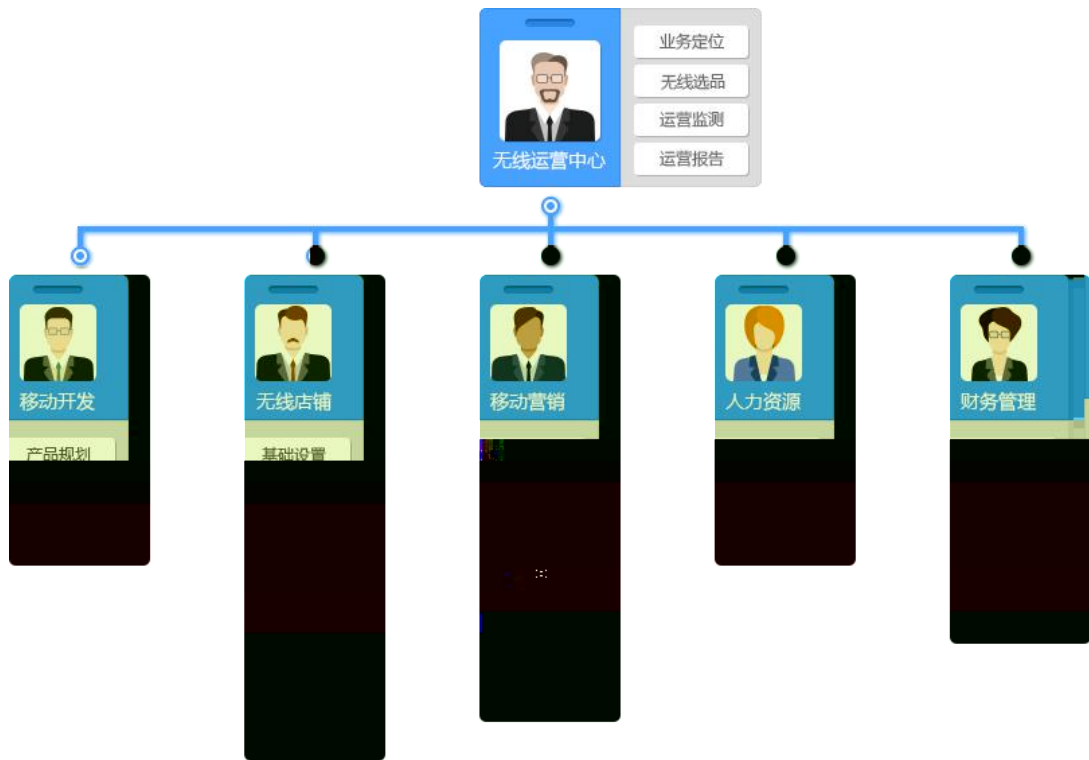 无线运营中心
业务定位
无线选品
运营监测
运营报告
移动开发
无线店铺
移动营销
人力资源
财务管理
产品规划
基础设置